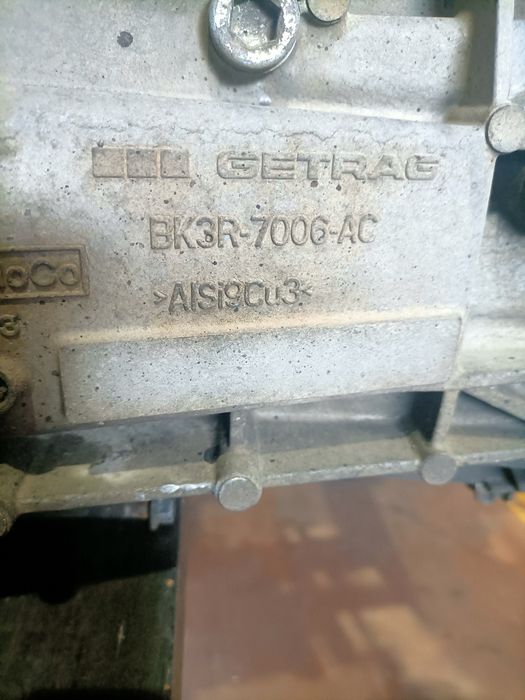 GETRAG
BK3R-7006-AC
>AlSi9Cu3<